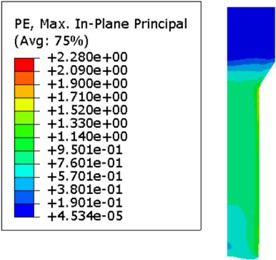 PE, Max. In-Plane Principal
(Avg: 75%)
+2.280e+00
+2.090e+00
+1.900e+00
+1.710e+00
+1.520e+00
+1.330e+00
+1.140e+00
+9.501e-01
+7.601e-01
+5.701e-01
+3.801e-01
+1.901e-01
+4.534e-05